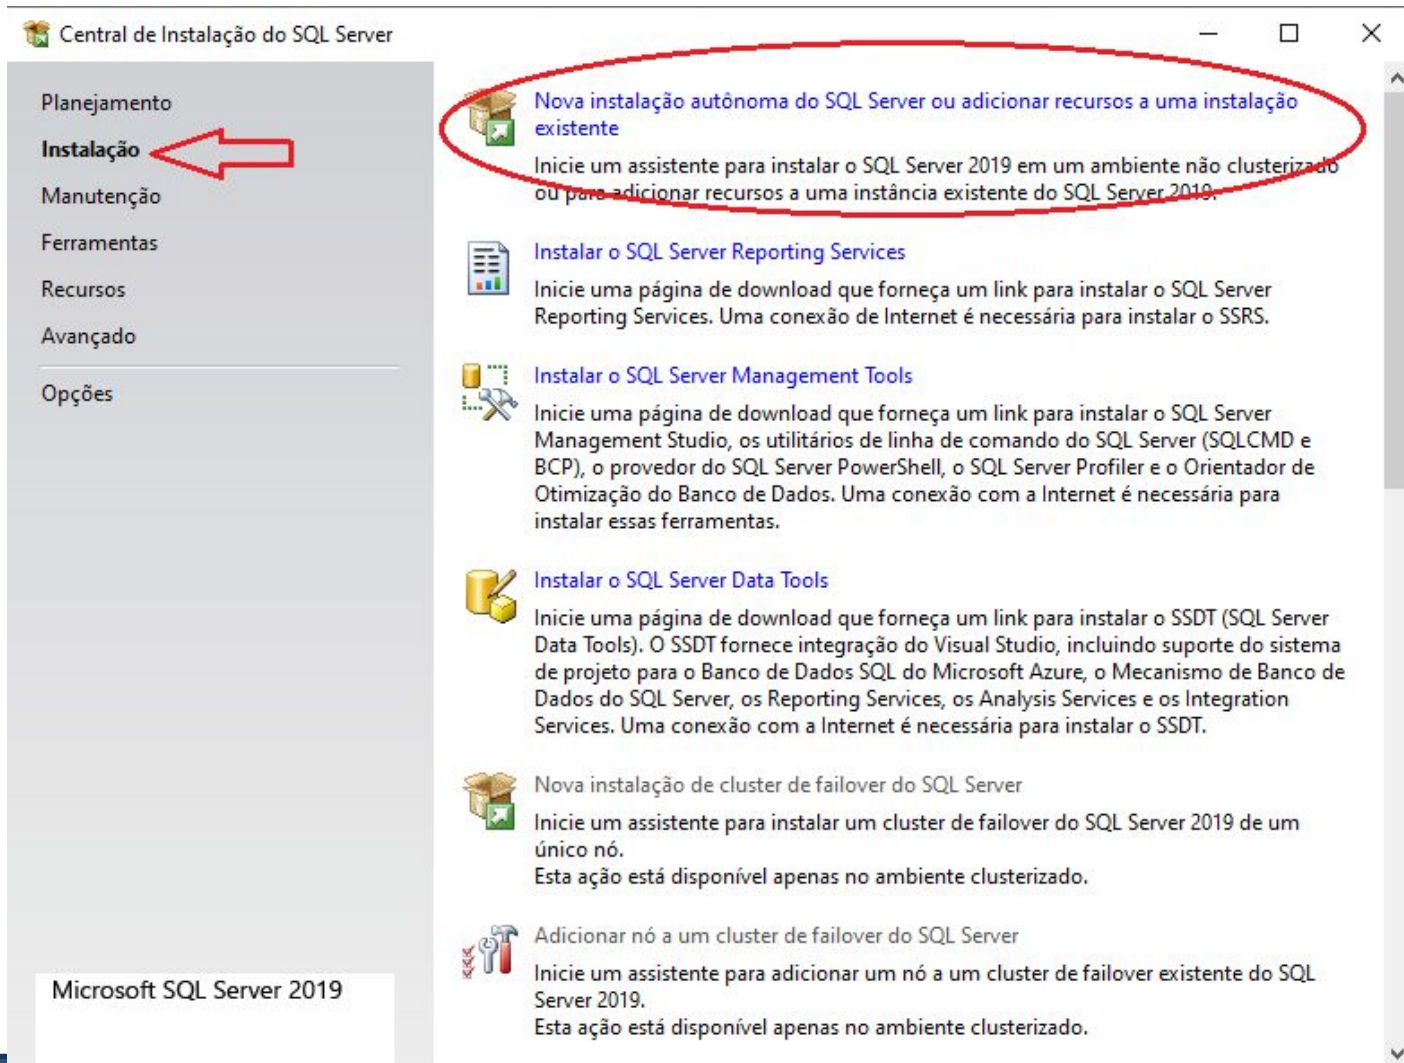 Central de Instalação do SQL Server
Planejamento
Instalação
Manutenção
Ferramentas
Recursos
Avançado
Opções
Microsoft SQL Server 2019
Nova instalação autônoma do SQL Server ou adicionar recursos a uma instalação
existente
Inicie um assistente para instalar o SQL Server 2019 em um ambiente não clusterizado
ou para adicionar recursos a uma instância existente do SQL Server 2019.
Instalar o SQL Server Reporting Services
Inicie uma página de download que forneça um link para instalar o SQL Server
Reporting Services. Uma conexão de Internet é necessária para instalar o SSRS.
Instalar o SQL Server Management Tools
Inicie uma página de download que forneça um link para instalar o SQL Server
Management Studio, os utilitários de linha de comando do SQL Server (SQLCMD e
BCP), o provedor do SQL Server PowerShell, o SQL Server Profiler e o Orientador de
Otimização do Banco de Dados. Uma conexão com a Internet é necessária para
instalar essas ferramentas.
Instalar o SQL Server Data Tools
Inicie uma página de download que forneça um link para instalar o SSDT (SQL Server
Data Tools). O SSDT fornece integração do Visual Studio, incluindo suporte do sistema
de projeto para o Banco de Dados SQL do Microsoft Azure, o Mecanismo de Banco de
Dados do SQL Server, os Reporting Services, os Analysis Services e os Integration
Services. Uma conexão com a Internet é necessária para instalar o SSDT.
Nova instalação de cluster de failover do SQL Server
Inicie um assistente para instalar um cluster de failover do SQL Server 2019 de um
único nó.
Esta ação está disponível apenas no ambiente clusterizado.
Adicionar nó a um cluster de failover do SQL Server
Inicie um assistente para adicionar um nó a um cluster de failover existente do SQL
Server 2019.
Esta ação está disponível apenas no ambiente clusterizado.